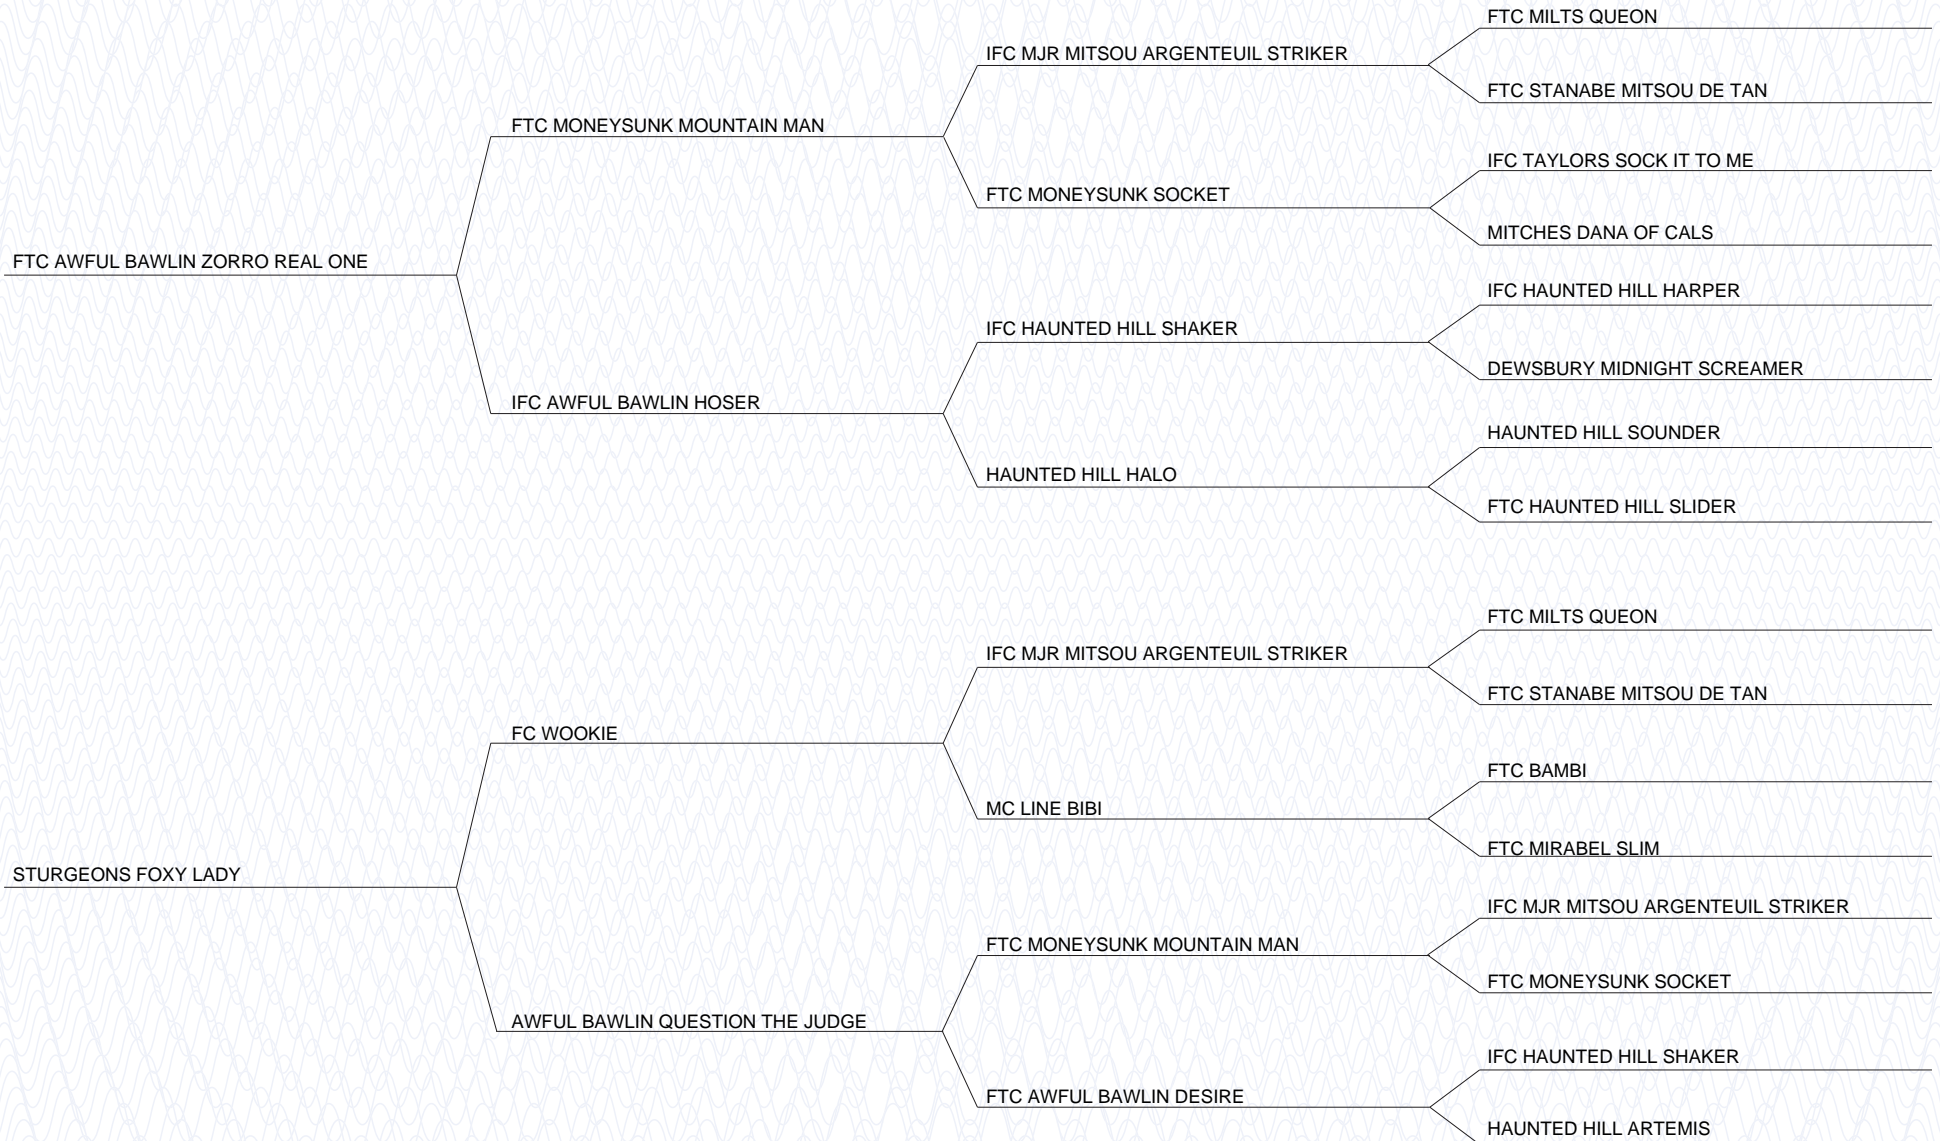 FTC MILTS QUEON
IFC MJR MITSOU ARGENTEUIL STRIKER
FTC STANABE MITSOU DE TAN
FTC MONEYSUNK MOUNTAIN MAN
IFC TAYLORS SOCK IT TO ME
FTC MONEYSUNK SOCKET
MITCHES DANA OF CALS
FTC AWFUL BAWLIN ZORRO REAL ONE
IFC HAUNTED HILL HARPER
IFC HAUNTED HILL SHAKER
DEWSBURY MIDNIGHT SCREAMER
IFC AWFUL BAWLIN HOSER
HAUNTED HILL SOUNDER
HAUNTED HILL HALO
FTC HAUNTED HILL SLIDER
FTC MILTS QUEON
IFC MJR MITSOU ARGENTEUIL STRIKER
FTC STANABE MITSOU DE TAN
FC WOOKIE
FTC BAMBI
MC LINE BIBI
FTC MIRABEL SLIM
STURGEONS FOXY LADY
IFC MJR MITSOU ARGENTEUIL STRIKER
FTC MONEYSUNK MOUNTAIN MAN
FTC MONEYSUNK SOCKET
AWFUL BAWLIN QUESTION THE JUDGE
IFC HAUNTED HILL SHAKER
FTC AWFUL BAWLIN DESIRE
HAUNTED HILL ARTEMIS